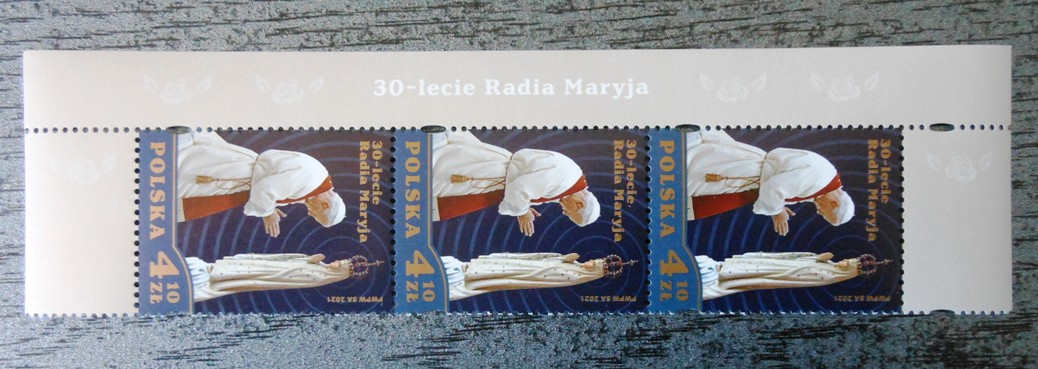 30-lecie Radia Maryja
30-lecie
Radia Maryja
POLSKA
4 10 ZŁ
PWPW SA 2021
30-lecie
Radia Maryja
POLSKA
4 10 ZŁ
PWPW SA 2021
30-lecie
Radia Maryja
POLSKA
4 10 ZŁ
PWPW SA 2021